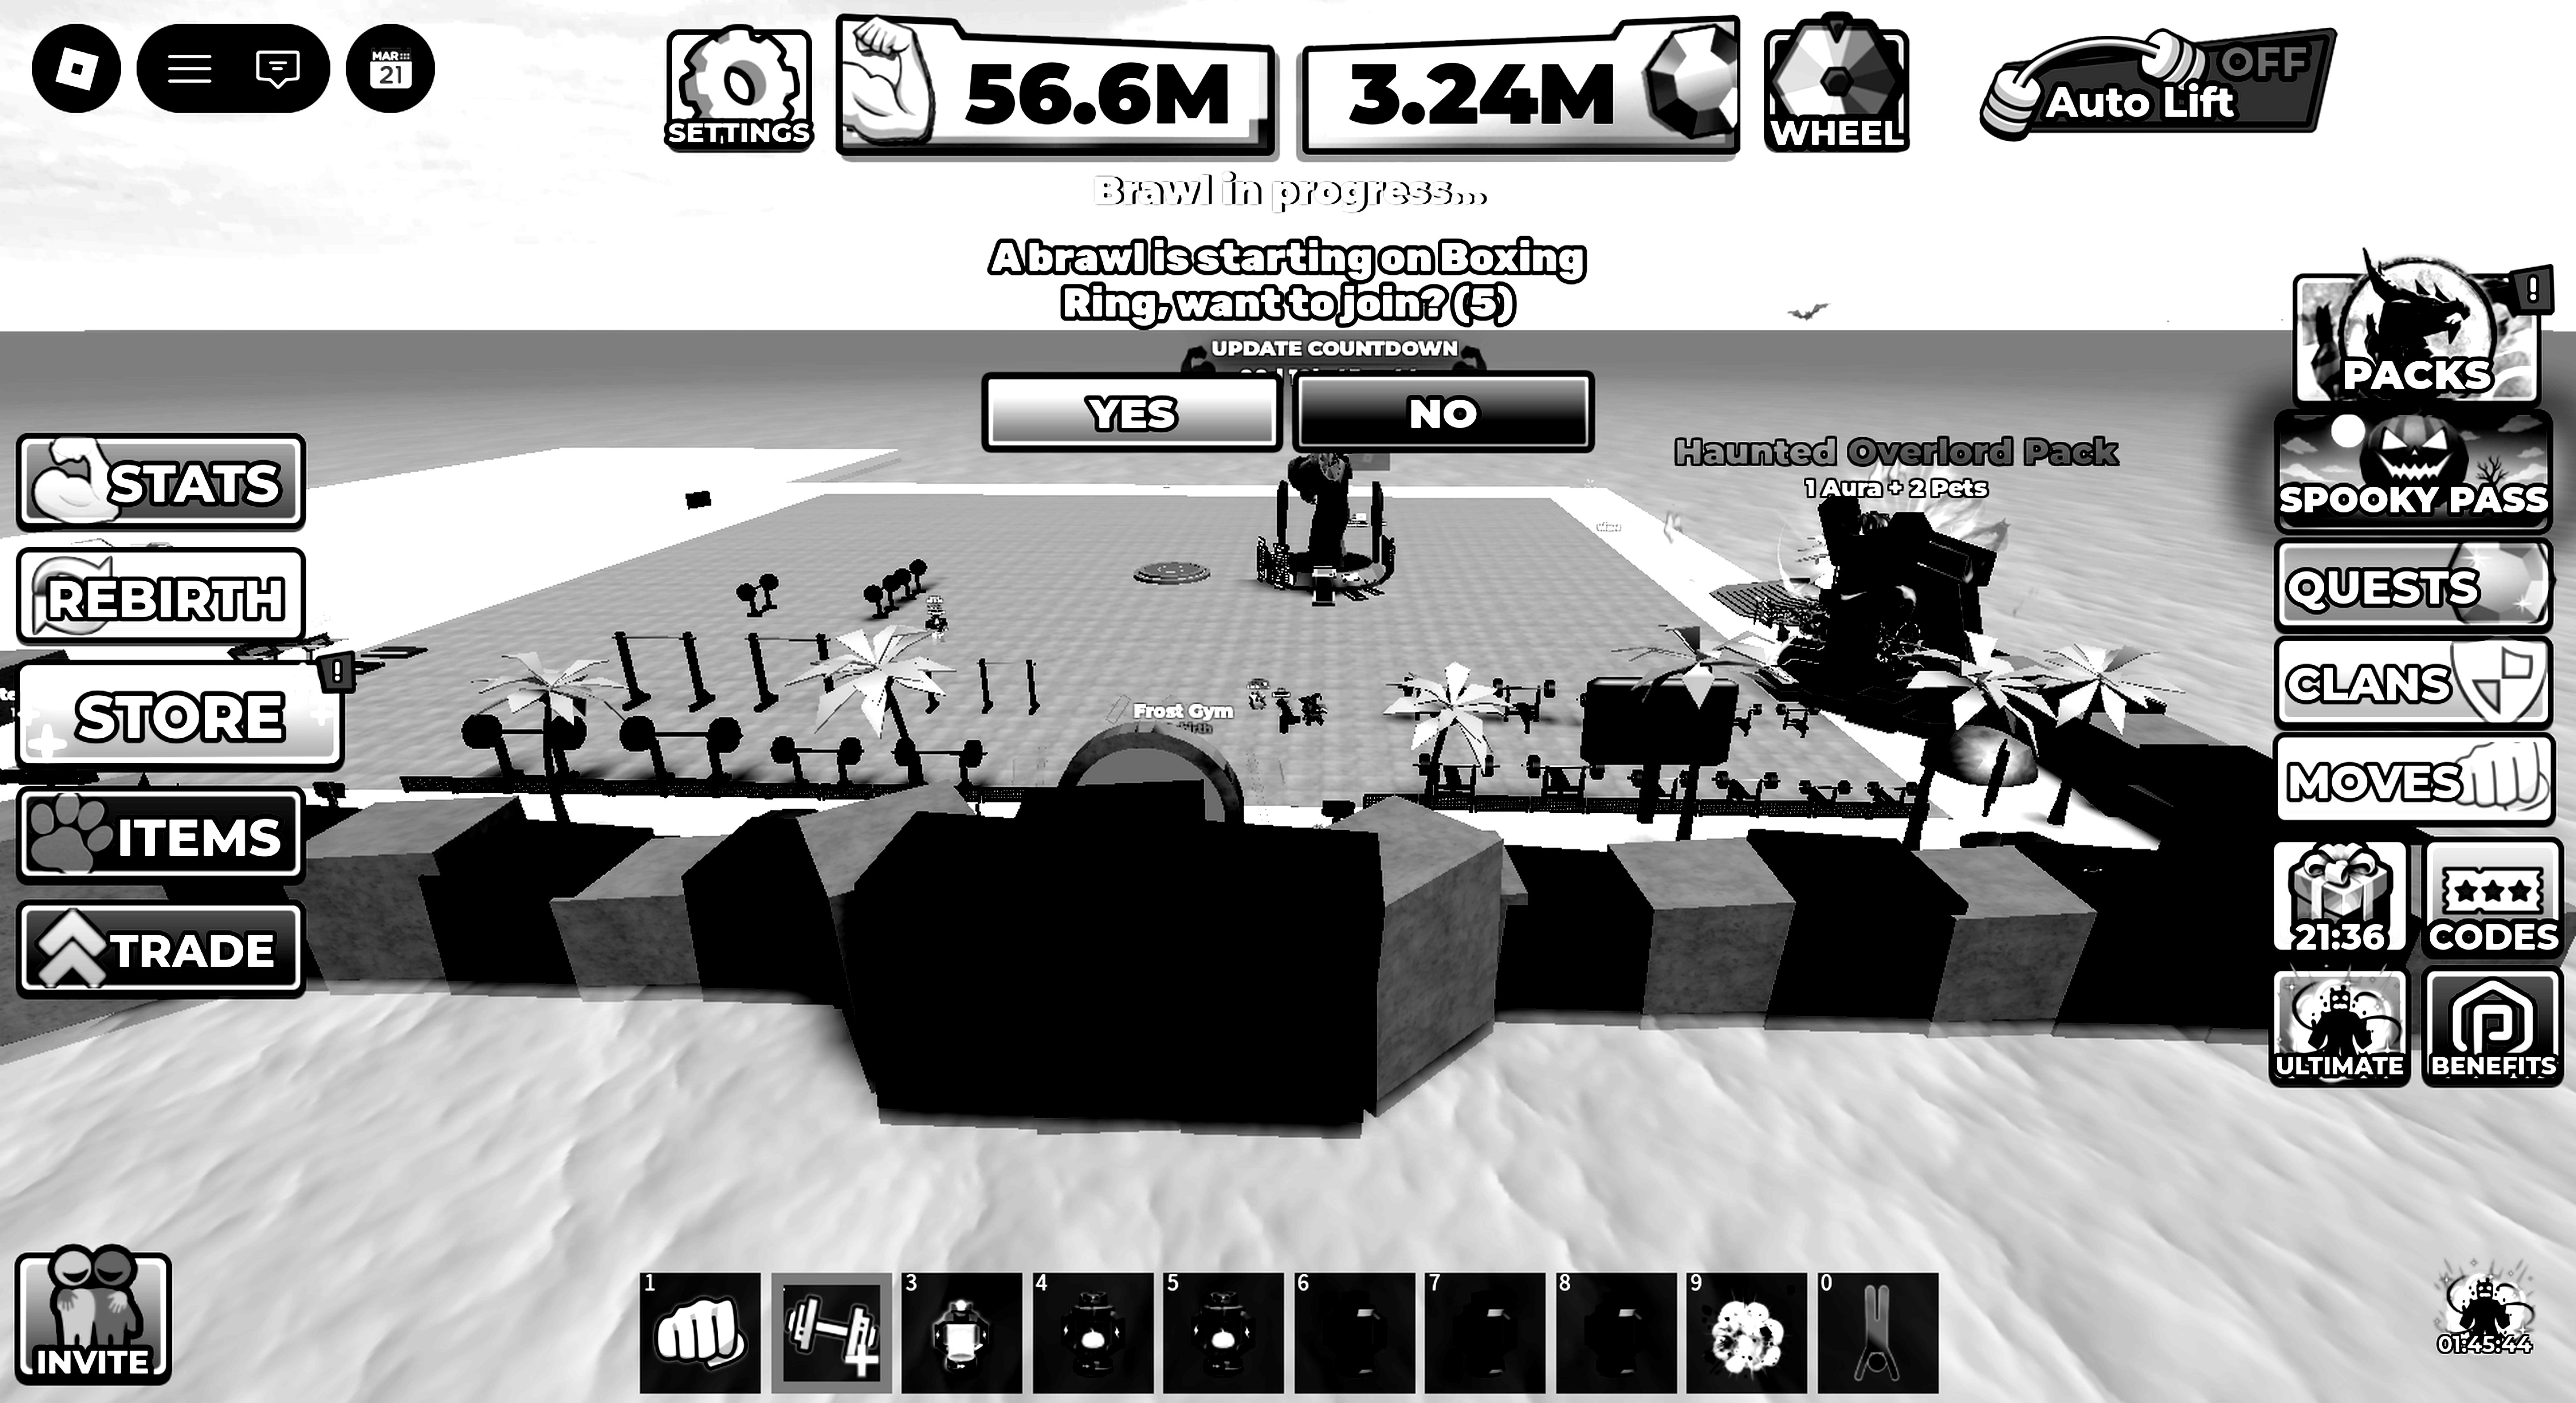 MAR
21
SETTINGS
56.6M
3.24M
WHEEL
OFF
Auto Lift
Brawl in progress...
A brawl is starting on Boxing
Ring, want to join? (5)
UPDATE COUNTDOWN
YES
NO
!
PACKS
Haunted Overlord Pack
1 Aura + 2 Pets
SPOOKY PASS
STATS
REBIRTH
!
STORE
ITEMS
TRADE
QUESTS
CLANS
MOVES
Frost Gym
21:36
CODES
ULTIMATE
BENEFITS
INVITE
1
3
4
5
6
7
8
9
0
01:45:44